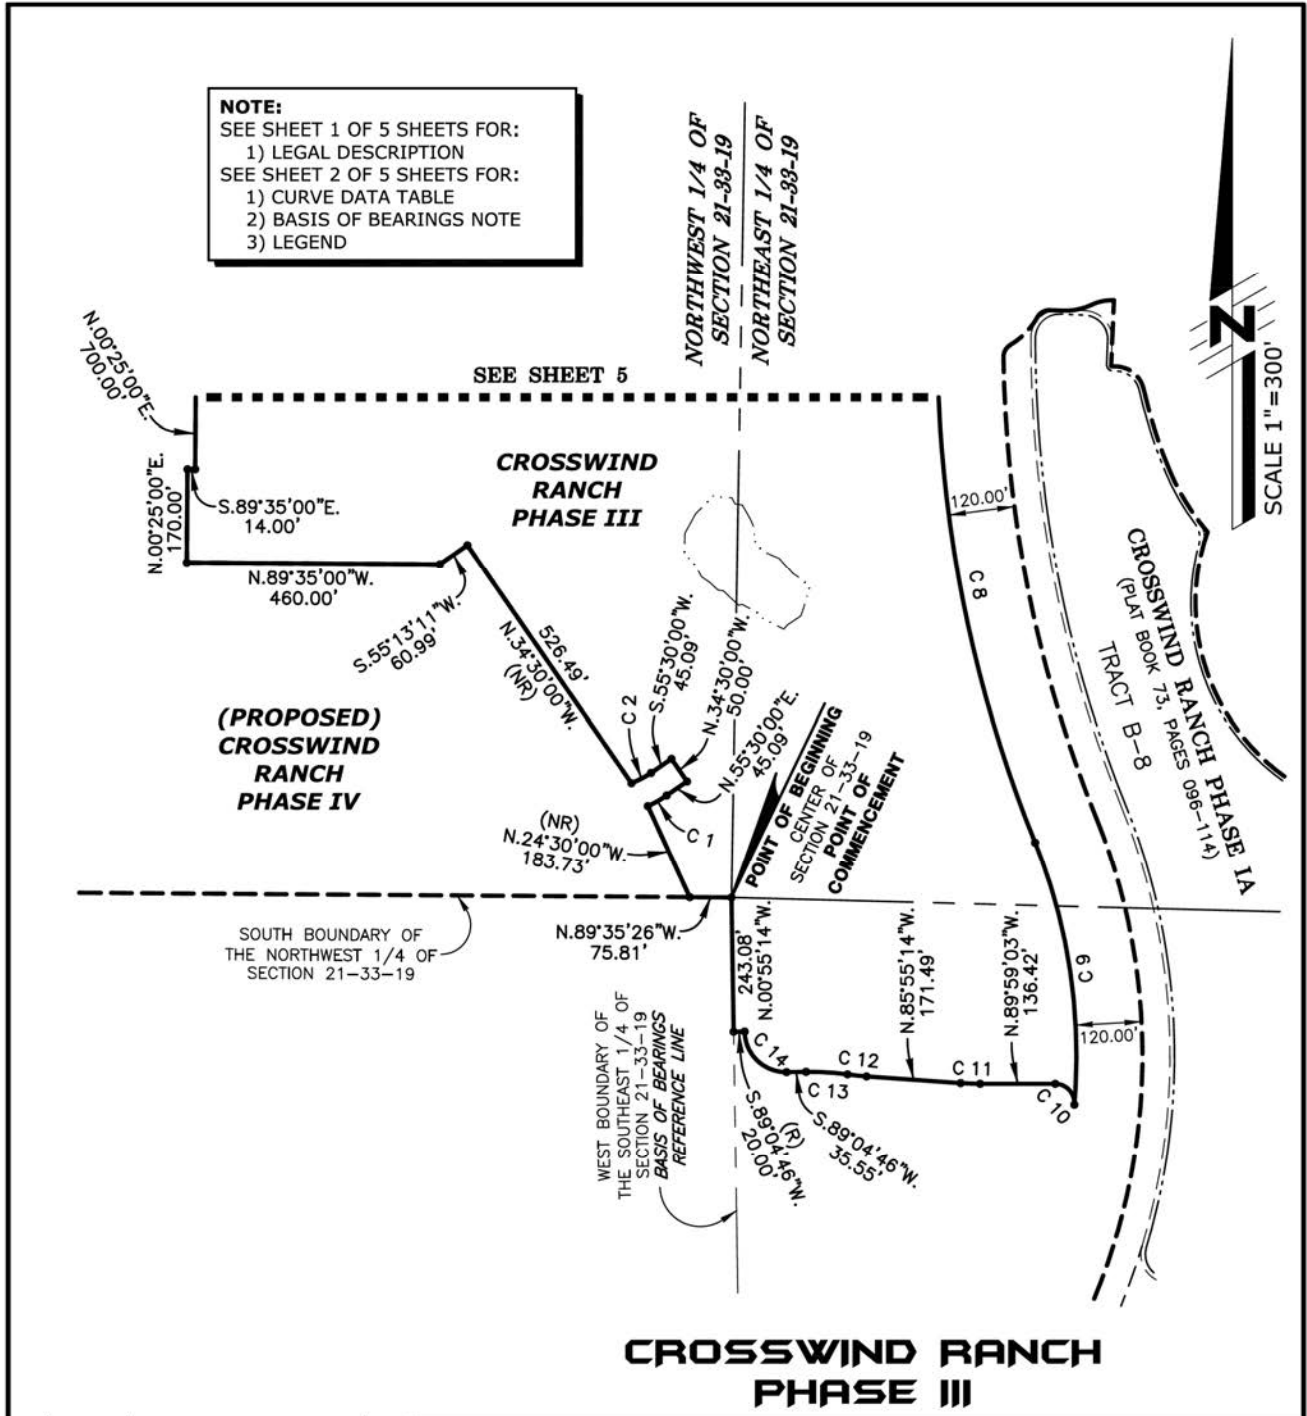 NOTE:
SEE SHEET 1 OF 5 SHEETS FOR:
1) LEGAL DESCRIPTION
SEE SHEET 2 OF 5 SHEETS FOR:
1) CURVE DATA TABLE
2) BASIS OF BEARINGS NOTE
3) LEGEND
NORTHWEST 1/4 OF
SECTION 21-33-19
NORTHEAST 1/4 OF
SECTION 21-33-19
N
SCALE 1"=300'
N.00°25'00"E.
700.00'
SEE SHEET 5
CROSSWIND
RANCH
PHASE III
N.00°25'00"E.
170.00'
S.89°35'00"E.
14.00'
N.89°35'00"W.
460.00'
S.55°13'11"W.
60.99'
526.49'
N.34°30'00"W.
(NR)
C 2
S.55°30'00"W.
45.09'
N.34°30'00"W.
50.00'
N.55°30'00"E.
45.09'
C 1
120.00'
C 8
CROSSWIND RANCH PHASE IA
(PLAT BOOK 73, PAGES 096-114)
TRACT B-8
(PROPOSED)
CROSSWIND
RANCH
PHASE IV
(NR)
N.24°30'00"W.
183.73'
POINT OF BEGINNING
CENTER OF
SECTION 21-33-19
POINT OF
COMMENCEMENT
SOUTH BOUNDARY OF
THE NORTHWEST 1/4 OF
SECTION 21-33-19
N.89°35'26"W.
75.81'
243.08'
N.00°55'14"W.
N.85°55'14"W.
171.49'
N.89°59'03"W.
136.42'
C 9
120.00'
C 14
C 13
C 12
C 11
C 10
WEST BOUNDARY OF
THE SOUTHEAST 1/4 OF
SECTION 21-33-19
BASIS OF BEARINGS
REFERENCE LINE
(R)
S.89°04'46"W.
20.00'
S.89°04'46"W.
35.55'
CROSSWIND RANCH
PHASE III